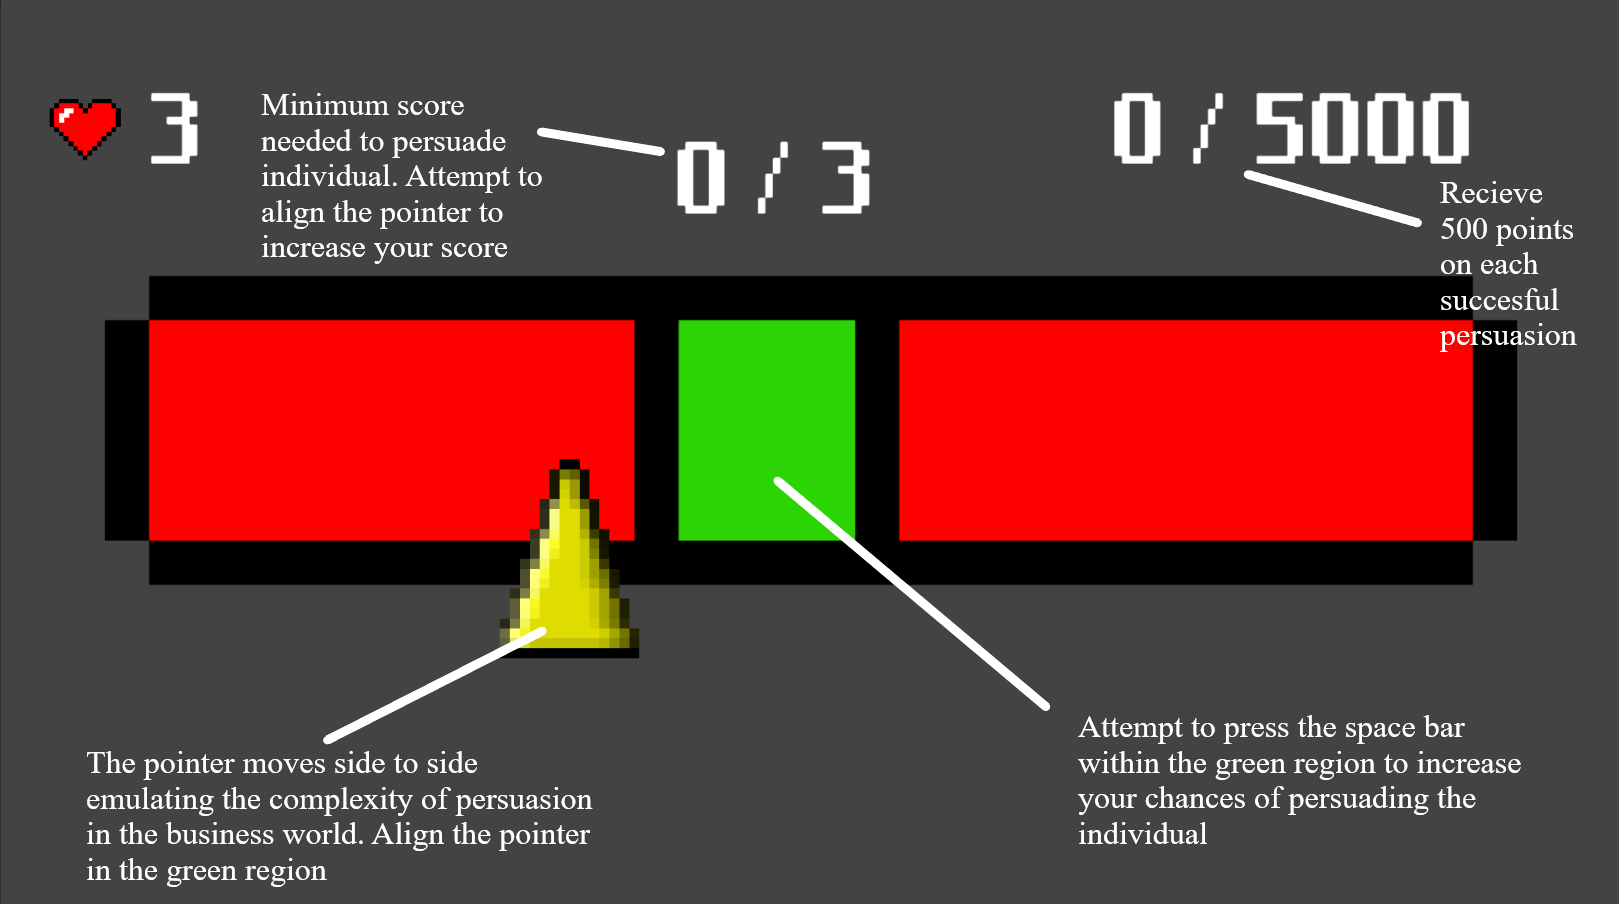 3
Minimum score
needed to persuade
individual. Attempt to
align the pointer to
increase your score
0 / 3
0 / 5000
Recieve
500 points
on each
succesful
persuasion
The pointer moves side to side
emulating the complexity of persuasion
in the business world. Align the pointer
in the green region
Attempt to press the space bar
within the green region to increase
your chances of persuading the
individual